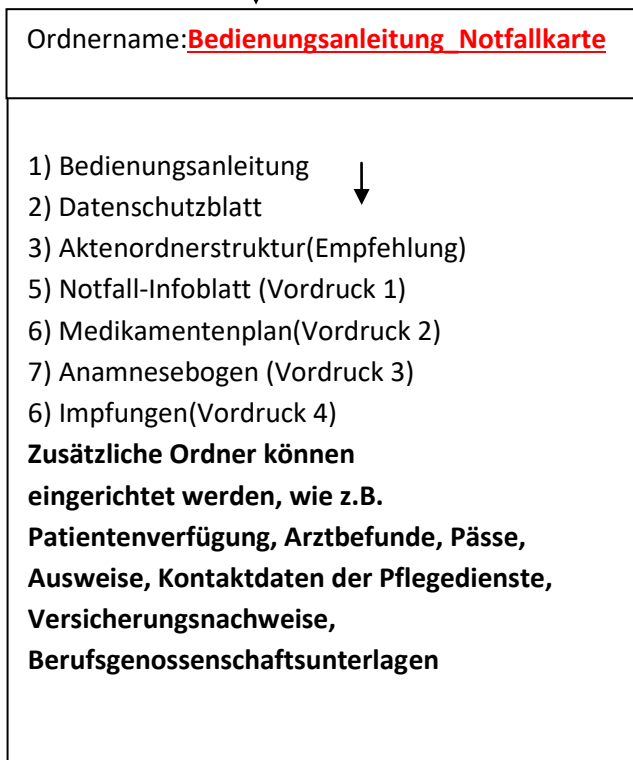 Ordnername:Bedienungsanleitung_Notfallkarte
1) Bedienungsanleitung
2) Datenschutzblatt
3) Aktenordnerstruktur(Empfehlung)
5) Notfall-Infoblatt (Vordruck 1)
6) Medikamentenplan(Vordruck 2)
7) Anamnesebogen (Vordruck 3)
6) Impfungen(Vordruck 4)
Zusätzliche Ordner können
eingerichtet werden, wie z.B.
Patientenverfügung, Arztbefunde, Pässe,
Ausweise, Kontaktdaten der Pflegedienste,
Versicherungsnachweise,
Berufsgenossenschaftsunterlagen